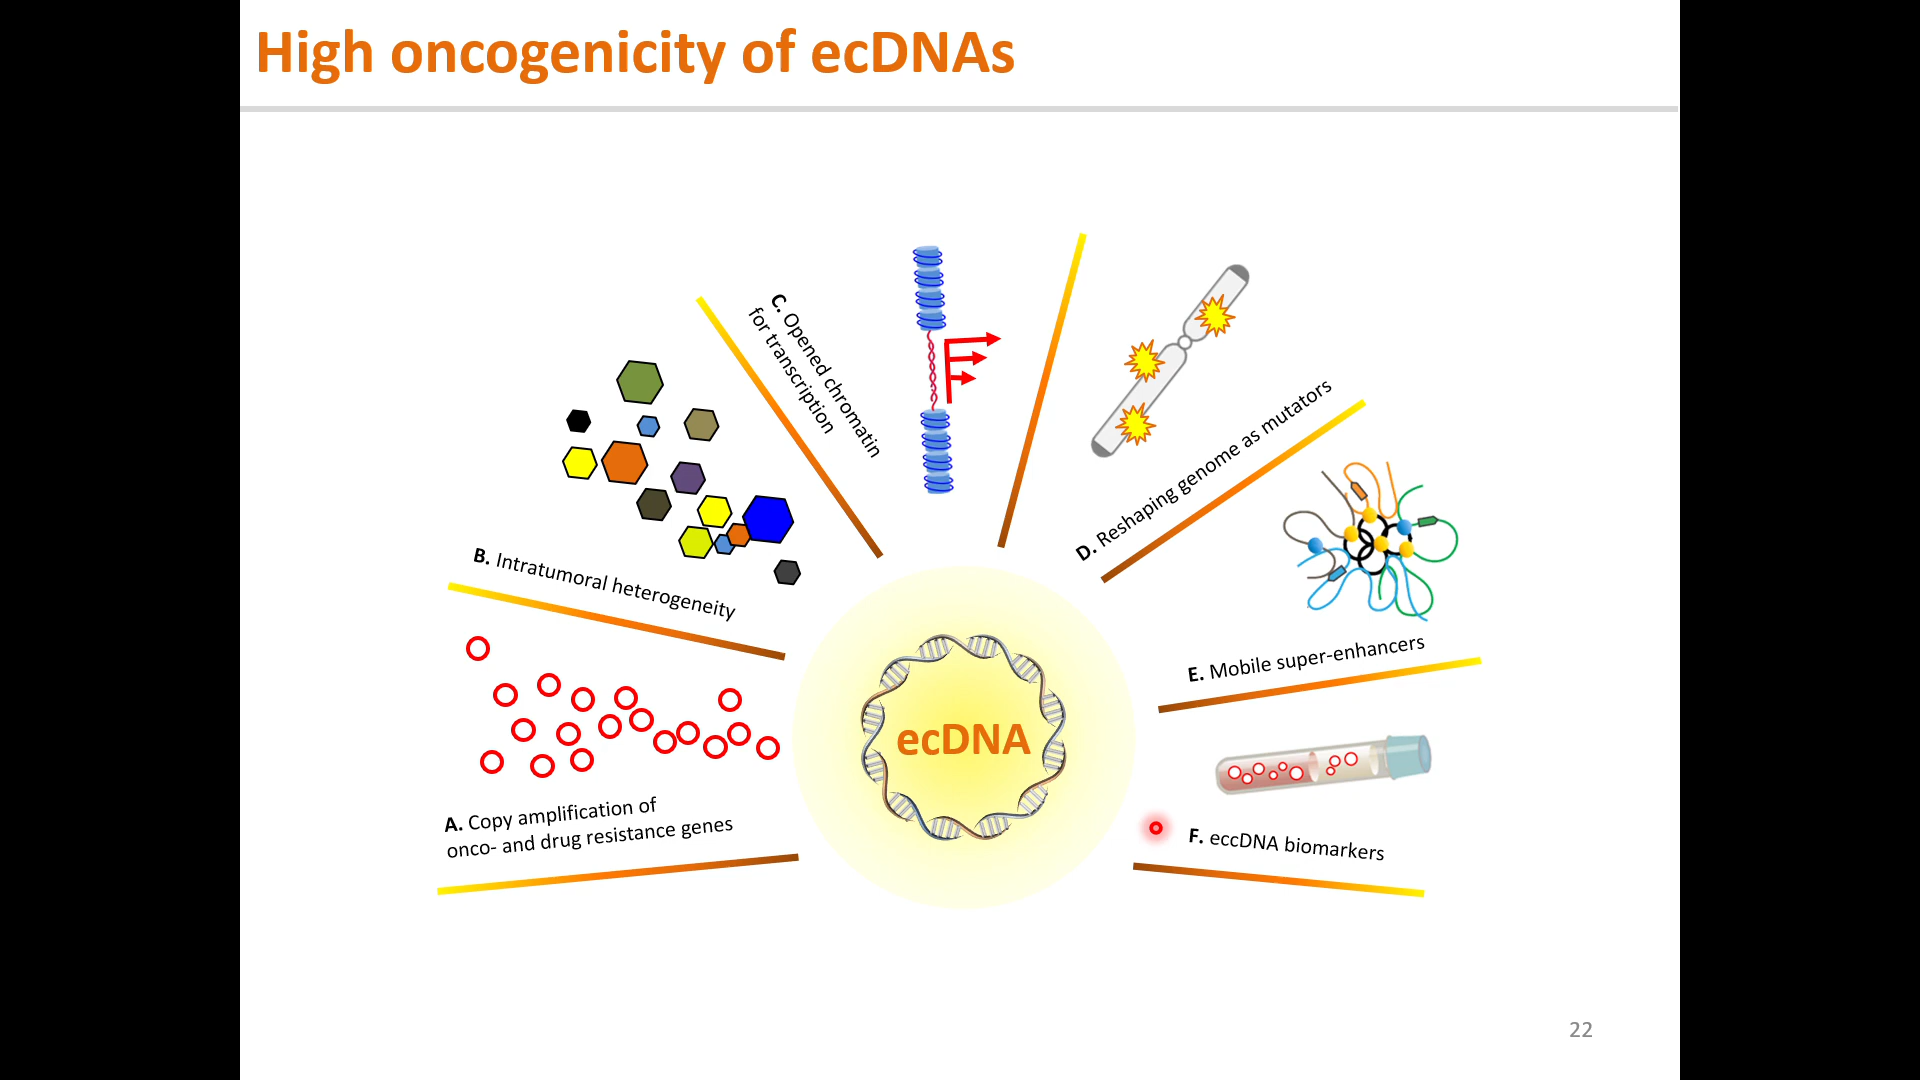 High oncogenicity of ecDNAs
C. Opened chromatin
for transcription
D. Reshaping genome as mutators
B. Intratumoral heterogeneity
E. Mobile super-enhancers
ecDNA
A. Copy amplification of
onco- and drug resistance genes
F. eccDNA biomarkers
22